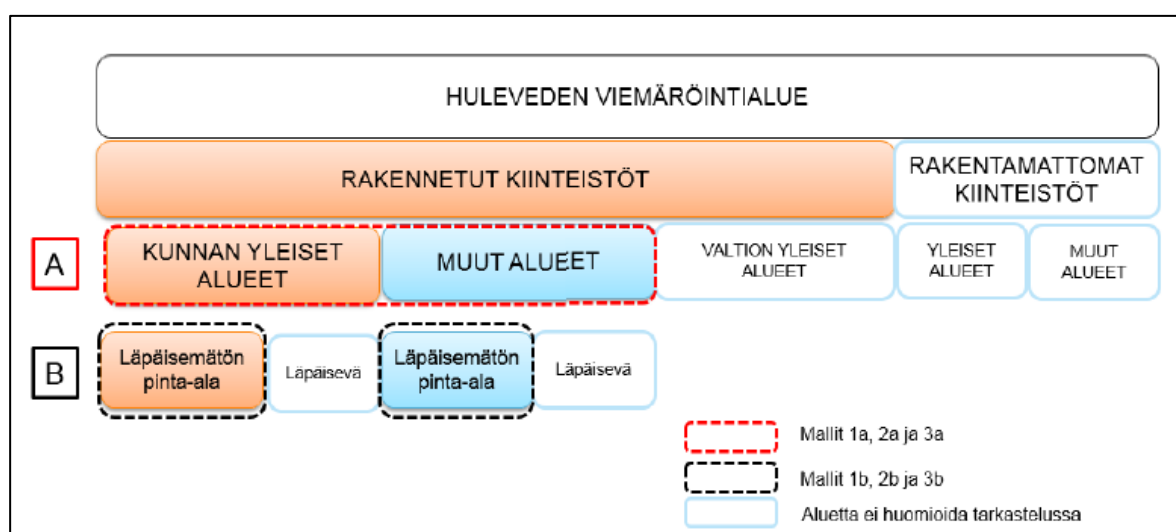 HULEVEDEN VIEMÄRÖINTIALUE
RAKENNETUT KIINTEISTÖT
RAKENTAMATTOMAT
KIINTEISTÖT
A
KUNNAN YLEISET
ALUEET
MUUT ALUEET
VALTION YLEISET
ALUEET
YLEISET
ALUEET
MUUT
ALUEET
B
Läpäisemätön
pinta-ala
Läpäisevä
Läpäisemätön
pinta-ala
Läpäisevä
Mallit 1a, 2a ja 3a
Mallit 1b, 2b ja 3b
Aluetta ei huomioida tarkastelussa